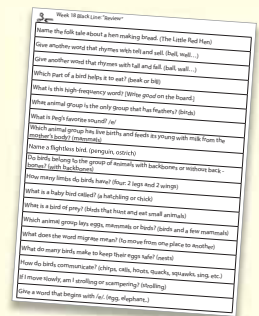 Week 18 Black Line: "Review"
Name the folk tale about a hen making bread. (The Little Red Hen)
Give another word that rhymes with tell and sell. (bell, well…)
Give another word that rhymes with tall and fall. (ball, wall…)
Which part of a bird helps it to eat? (beak or bill)
What is this high-frequency word? (Write good on the board.)
What animal group is the only group that has feathers? (birds)
What is Peg's favorite sound? /e/
Which animal group has live births and feeds its young with milk from the
mother's body? (mammals)
Name a flightless bird. (penguin, ostrich)
Do birds belong to the group of animals with backbones or without back-
bones? (with backbones)
How many limbs do birds have? (four: 2 legs and 2 wings)
What is a baby bird called? (a hatchling or chick)
What is a bird of prey? (birds that hunt and eat small animals)
Which animal group lays eggs, mammals or birds? (birds and a few mammals)
What does the word migrate mean? (To move from one place to another)
What do many birds make to keep their eggs safe? (nests)
How do birds communicate? (chirps, calls, hoots, quacks, squawks, sing, etc.)
If I move slowly, am I strolling or scampering? (strolling)
Give a word that begins with /e/. (egg, elephant..)